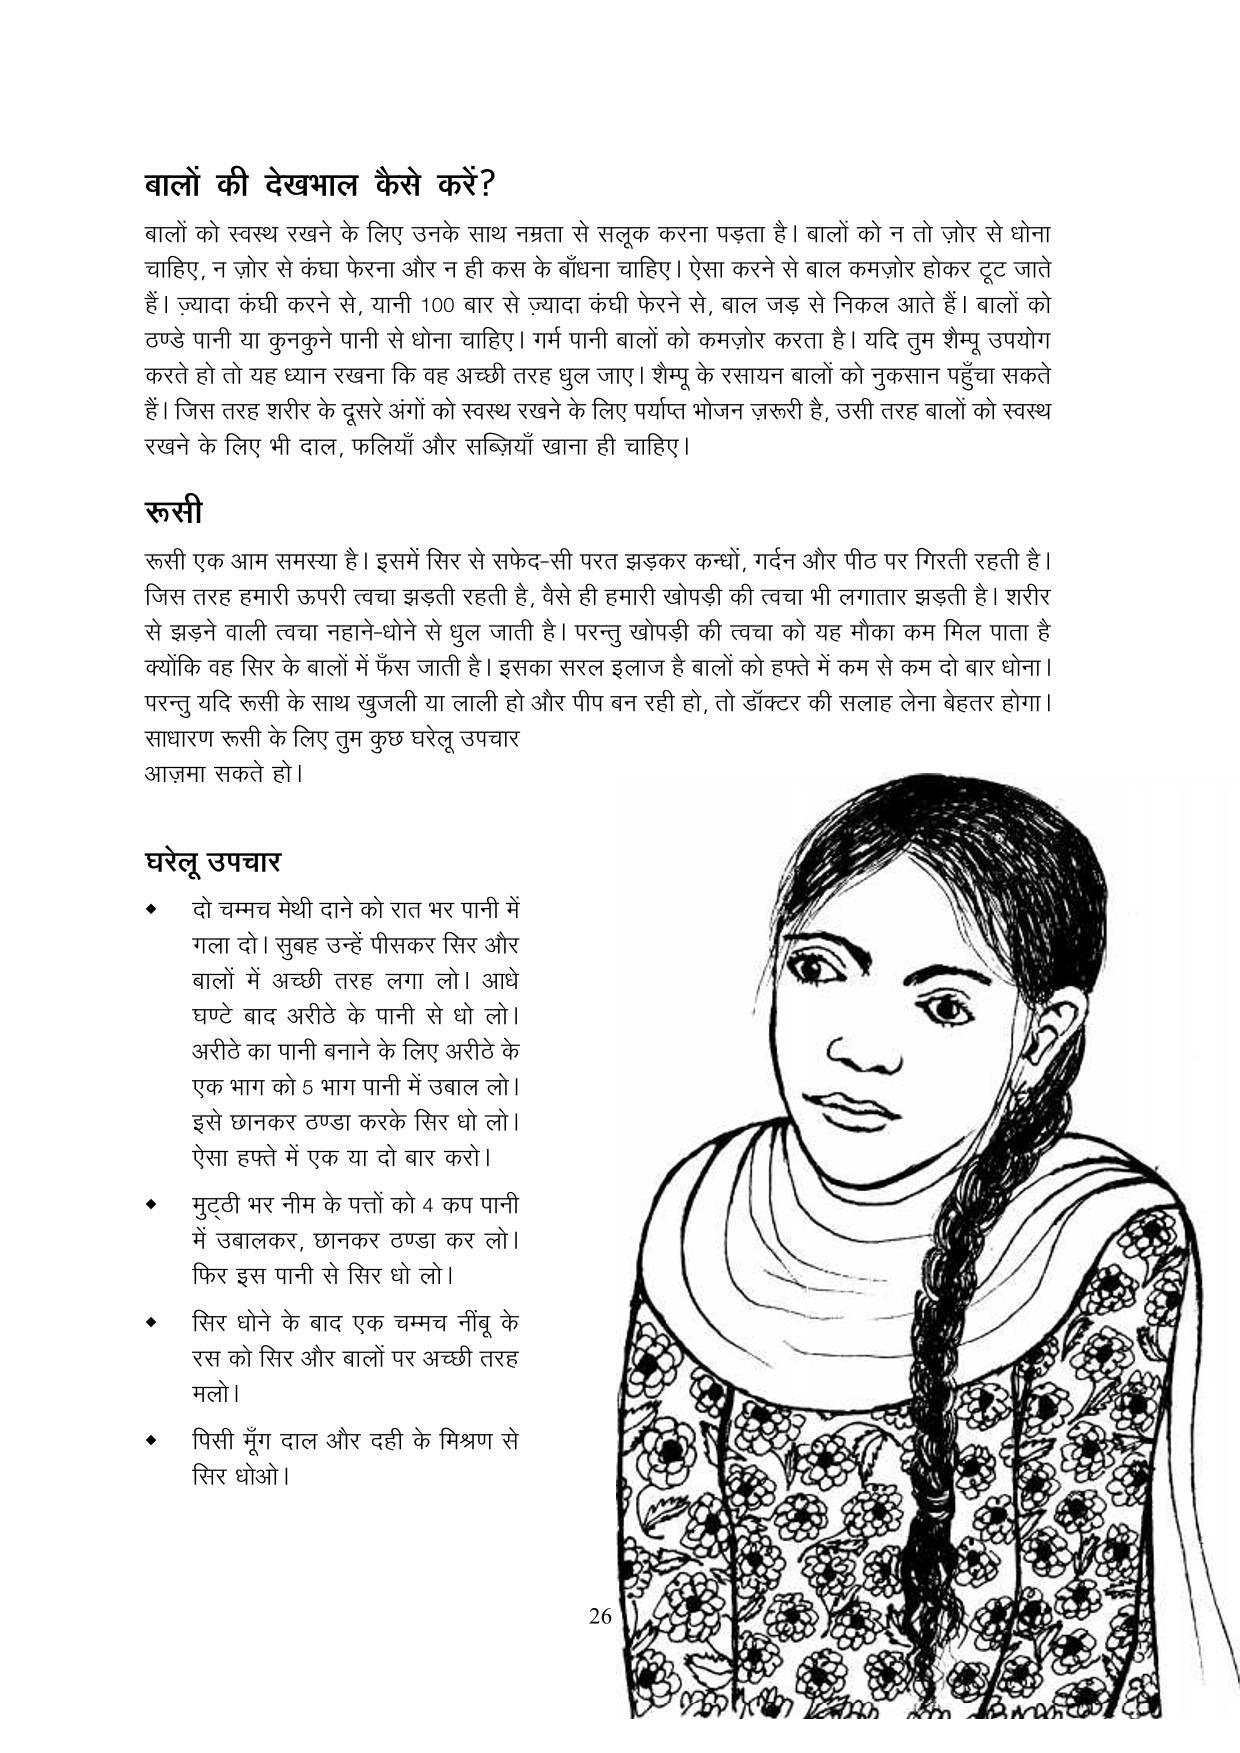 बालों की देखभाल कैसे करें?
बालों को स्वस्थ रखने के लिए उनके साथ नम्रता से सलूक करना पड़ता है। बालों को न तो ज़ोर से धोना
चाहिए, न ज़ोर से कंघा फेरना और न ही कस के बाँधना चाहिए। ऐसा करने से बाल कमज़ोर होकर टूट जाते
हैं। ज़्यादा कंघी करने से, यानी 100 बार से ज़्यादा कंघी फेरने से, बाल जड़ से निकल आते हैं। बालों को
ठण्डे पानी या कुनकुने पानी से धोना चाहिए। गर्म पानी बालों को कमज़ोर करता है। यदि तुम शैम्पू उपयोग
करते हो तो यह ध्यान रखना कि वह अच्छी तरह धुल जाए। शैम्पू के रसायन बालों को नुकसान पहुँचा सकते
हैं। जिस तरह शरीर के दूसरे अंगों को स्वस्थ रखने के लिए पर्याप्त भोजन ज़रूरी है, उसी तरह बालों को स्वस्थ
रखने के लिए भी दाल, फलियाँ और सब्ज़ियाँ खाना ही चाहिए।
रूसी
रूसी एक आम समस्या है। इसमें सिर से सफेद-सी परत झड़कर कन्धों, गर्दन और पीठ पर गिरती रहती है।
जिस तरह हमारी ऊपरी त्वचा झड़ती रहती है, वैसे ही हमारी खोपड़ी की त्वचा भी लगातार झड़ती है। शरीर
से झड़ने वाली त्वचा नहाने-धोने से धुल जाती है। परन्तु खोपड़ी की त्वचा को यह मौका कम मिल पाता है
क्योंकि वह सिर के बालों में फँस जाती है। इसका सरल इलाज है बालों को हफ्ते में कम से कम दो बार धोना।
परन्तु यदि रूसी के साथ खुजली या लाली हो और पीप बन रही हो, तो डॉक्टर की सलाह लेना बेहतर होगा।
साधारण रूसी के लिए तुम कुछ घरेलू उपचार
आज़मा सकते हो।
घरेलू उपचार
◆ दो चम्मच मेथी दाने को रात भर पानी में
गला दो। सुबह उन्हें पीसकर सिर और
बालों में अच्छी तरह लगा लो। आधे
घण्टे बाद अरीठे के पानी से धो लो।
अरीठे का पानी बनाने के लिए अरीठे के
एक भाग को 5 भाग पानी में उबाल लो।
इसे छानकर ठण्डा करके सिर धो लो।
ऐसा हफ्ते में एक या दो बार करो।
◆ मुट्ठी भर नीम के पत्तों को 4 कप पानी
में उबालकर, छानकर ठण्डा कर लो।
फिर इस पानी से सिर धो लो।
◆ सिर धोने के बाद एक चम्मच नींबू के
रस को सिर और बालों पर अच्छी तरह
मलो।
◆ पिसी मूँग दाल और दही के मिश्रण से
सिर धोओ।
26